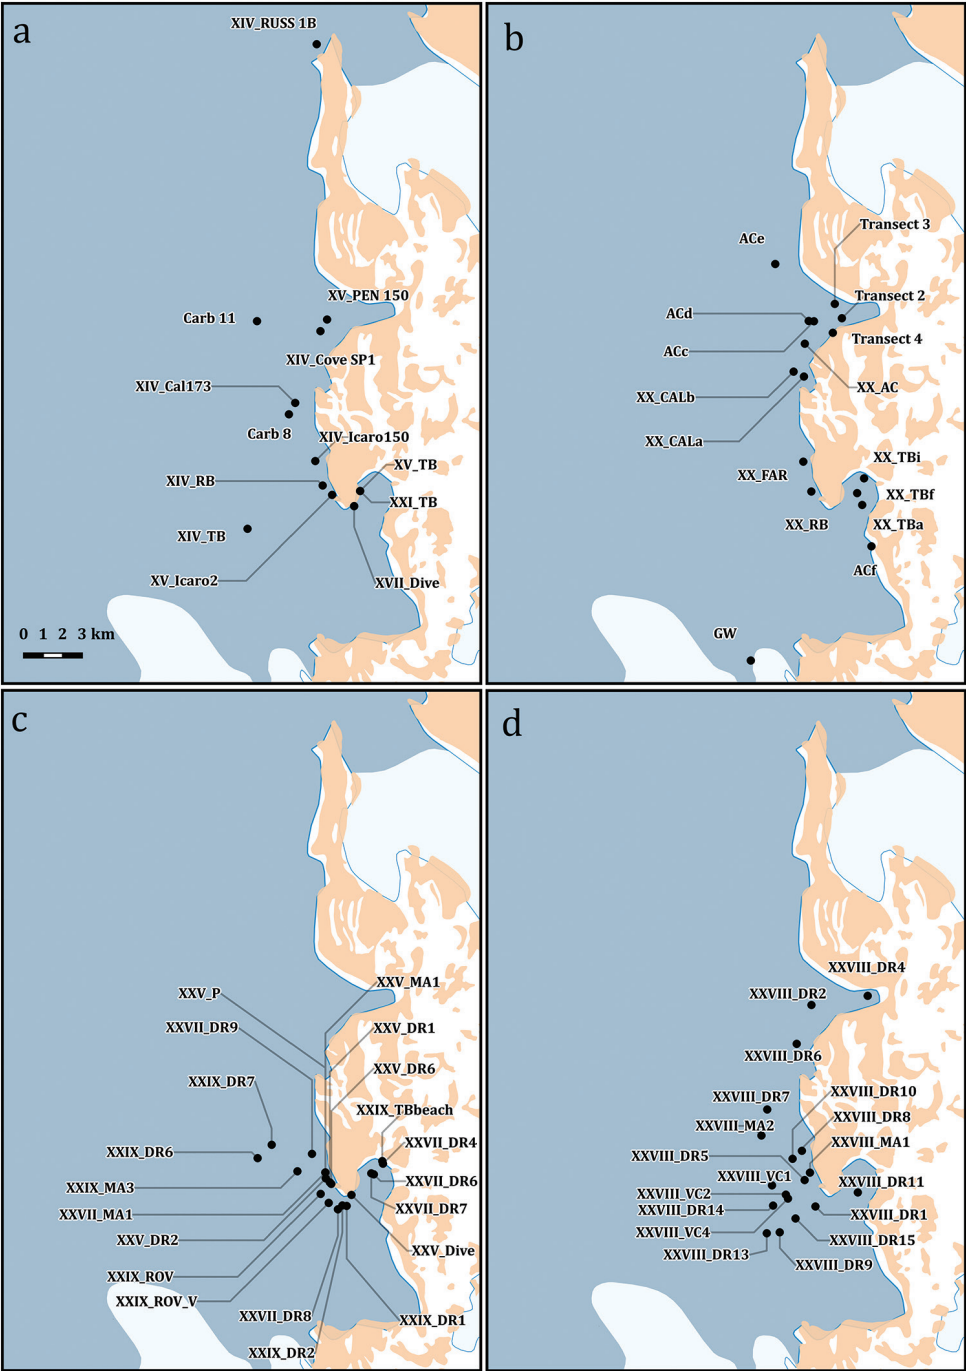 a
XIV_RUSS 1B
XV_PEN 150
Carb 11
XIV_Cove SP1
XIV_Cal173
Carb 8
XIV_Icaro150
XV_TB
XIV_RB
XXI_TB
XIV_TB
XV_Icaro2
XVII_Dive
0 1 2 3 km
b
Transect 3
ACe
Transect 2
ACd
Transect 4
ACc
XX_AC
XX_CALb
XX_CALa
XX_TBi
XX_FAR
XX_TBf
XX_RB
XX_TBa
ACf
GW
c
XXV_MA1
XXV_P
XXVII_DR9
XXV_DR1
XXV_DR6
XXIX_DR7
XXIX_TBbeach
XXVII_DR4
XXIX_DR6
XXVII_DR6
XXIX_MA3
XXVII_DR7
XXVII_MA1
XXV_DR2
XXV_Dive
XXIX_ROV
XXIX_ROV_V
XXVII_DR8
XXIX_DR1
XXIX_DR2
d
XXVIII_DR4
XXVIII_DR2
XXVIII_DR6
XXVIII_DR10
XXVIII_DR7
XXVIII_DR8
XXVIII_MA2
XXVIII_MA1
XXVIII_DR5
XXVIII_VC1
XXVIII_DR11
XXVIII_VC2
XXVIII_DR14
XXVIII_DR1
XXVIII_VC4
XXVIII_DR15
XXVIII_DR13
XXVIII_DR9